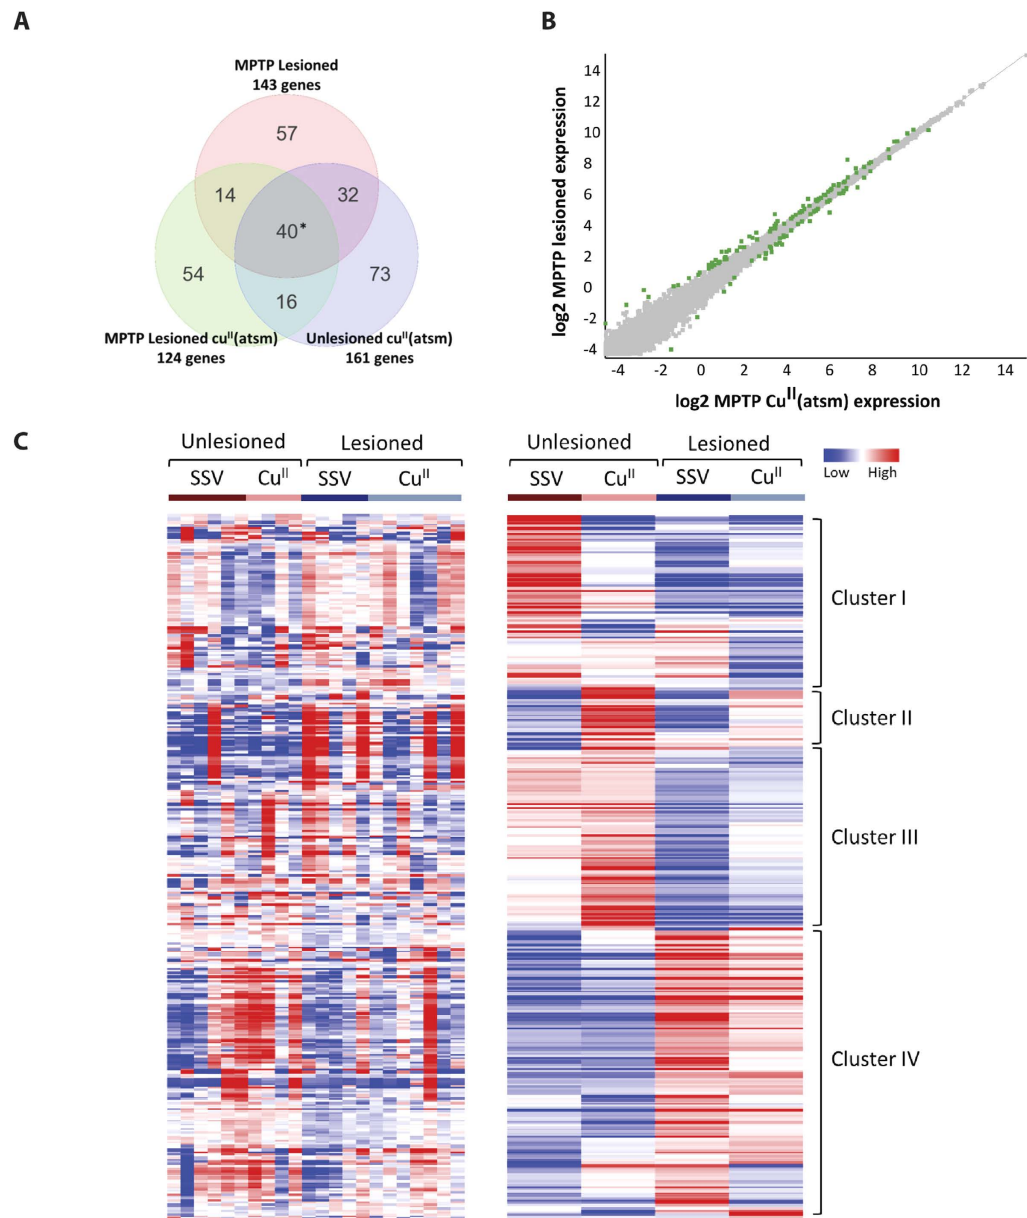 A
MPTP Lesioned
143 genes
57
14
32
40*
54
73
16
MPTP Lesioned cuᴵᴵ(atsm)
124 genes
Unlesioned cuᴵᴵ(atsm)
161 genes
B
log2 MPTP lesioned expression
14
12
10
8
6
4
2
0
-2
-4
-4 -2 0 2 4 6 8 10 12 14
log2 MPTP Cuᴵᴵ(atsm) expression
C
Unlesioned Lesioned
SSV Cuᴵᴵ SSV Cuᴵᴵ
Unlesioned Lesioned
SSV Cuᴵᴵ SSV Cuᴵᴵ
Low High
Cluster I
Cluster II
Cluster III
Cluster IV